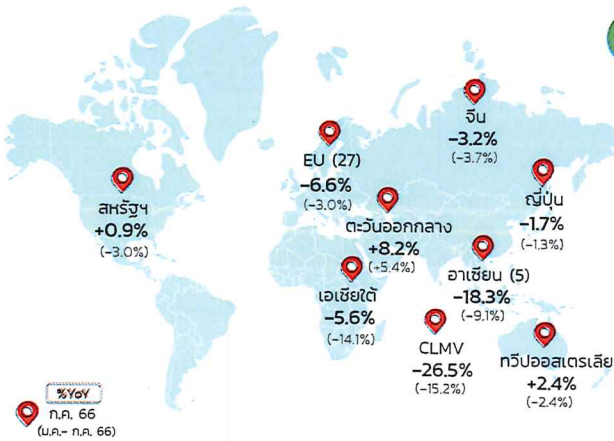 จีน
-3.2%
(-3.7%)
EU (27)
-6.6%
(-3.0%)
สหรัฐฯ
+0.9%
(-3.0%)
ญี่ปุ่น
-1.7%
(-1.3%)
ตะวันออกกลาง
+8.2%
(+5.4%)
อาเซียน (5)
-18.3%
(-9.1%)
เอเชียใต้
-5.6%
(-14.1%)
CLMV
-26.5%
(-15.2%)
ทวีปออสเตรเลีย
+2.4%
(-2.4%)
%YoY
ก.ค. 66
(ม.ค.- ก.ค. 66)